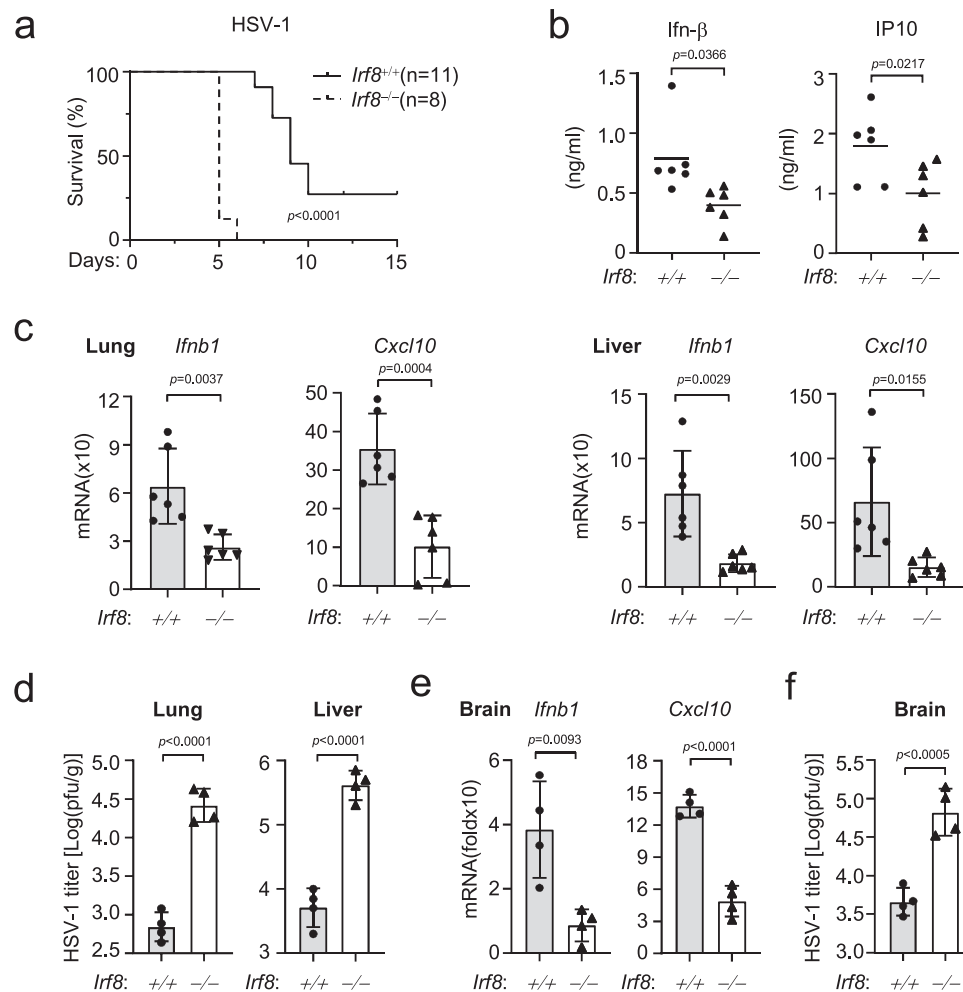 a
HSV-1
Survival (%)
100
50
0
Irf8+/+(n=11)
Irf8−/−(n=8)
p<0.0001
Days: 0 5 10 15
b
Ifn-β
p=0.0366
(ng/ml)
1.5
1.0
0.5
0.0
Irf8: +/+ −/−
IP10
p=0.0217
(ng/ml)
3
2
1
0
Irf8: +/+ −/−
c
Lung
Ifnb1
p=0.0037
mRNA(x10)
12
9
6
3
0
Irf8: +/+ −/−
Cxcl10
p=0.0004
50
40
30
20
10
0
Irf8: +/+ −/−
Liver
Ifnb1
p=0.0029
mRNA(x10)
15
10
5
0
Irf8: +/+ −/−
Cxcl10
p=0.0155
150
100
50
0
Irf8: +/+ −/−
d
Lung
p<0.0001
HSV-1 titer [Log(pfu/g)]
5.0
4.5
4.0
3.5
3.0
2.5
Irf8: +/+ −/−
Liver
p<0.0001
6
5
4
3
+/+ −/−
e
Brain
Ifnb1
p=0.0093
mRNA(foldx10)
6
4
2
0
Irf8: +/+ −/−
Cxcl10
p<0.0001
18
15
12
9
6
3
0
Irf8: +/+ −/−
f
Brain
p<0.0005
HSV-1 titer [Log(pfu/g)]
5.5
5.0
4.5
4.0
3.5
3.0
Irf8: +/+ −/−